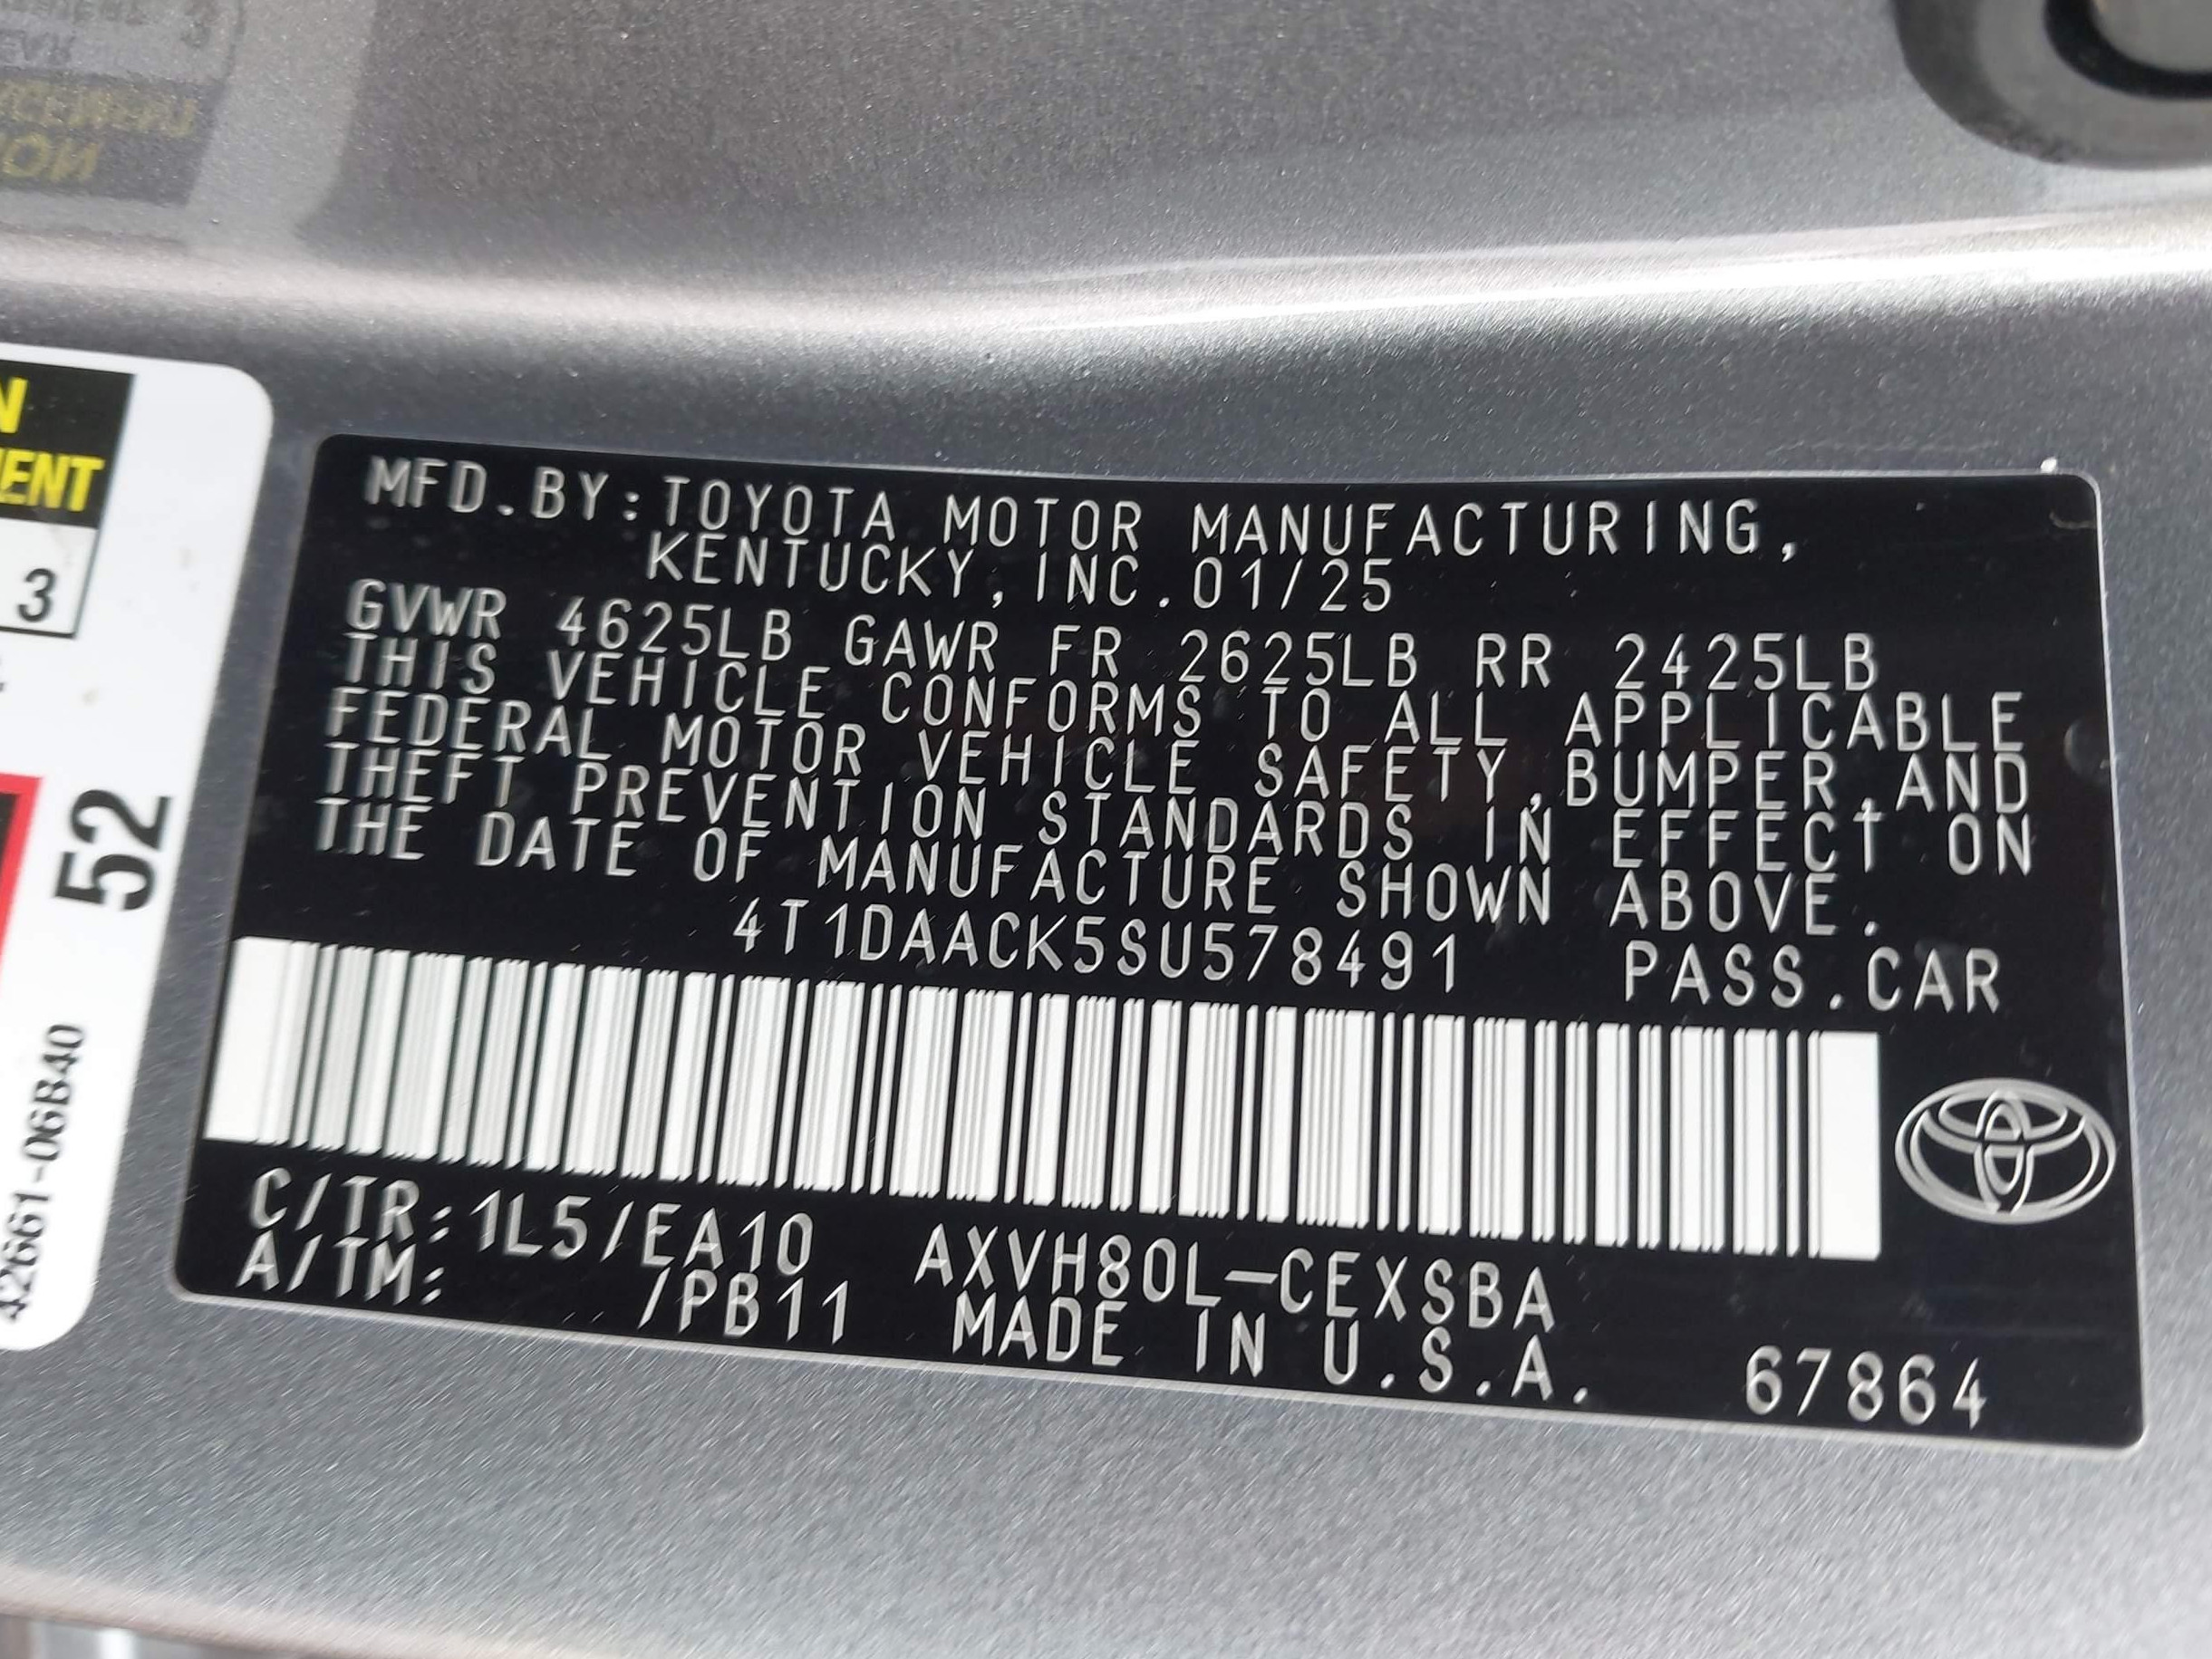 N
MENT
3
52
42661-06B40
MFD.BY:TOYOTA MOTOR MANUFACTURING,
KENTUCKY,INC.01/25
GVWR 4625LB GAWR FR 2625LB RR 2425LB
THIS VEHICLE CONFORMS TO ALL APPLICABLE
FEDERAL MOTOR VEHICLE SAFETY,BUMPER,AND
THEFT PREVENTION STANDARDS IN EFFECT ON
THE DATE OF MANUFACTURE SHOWN ABOVE.
4T1DAACK5SU578491 PASS.CAR
C/TR:1L5/EA10 AXVH80L-CEXSBA
A/TM: /PB11 MADE IN U.S.A. 67864